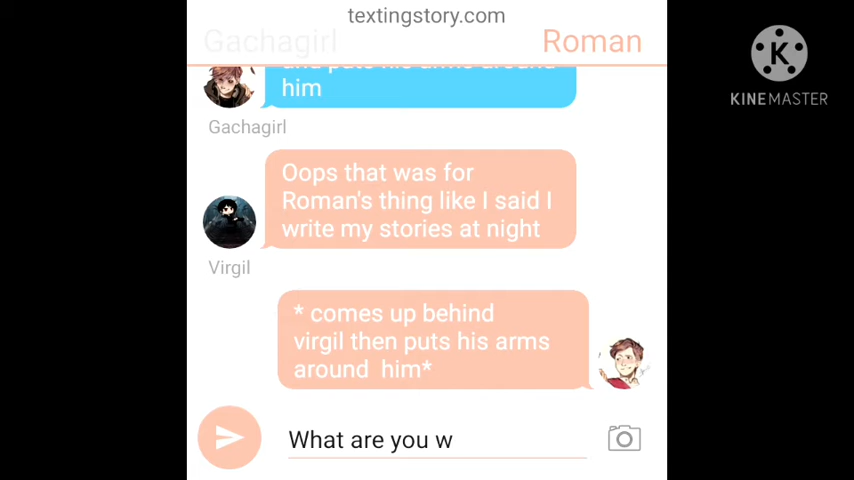 textingstory.com
Gachagirl Roman
KINEMASTER
and puts his arms around
him
Gachagirl
Oops that was for
Roman's thing like I said I
write my stories at night
Virgil
* comes up behind
virgil then puts his arms
around  him*
What are you w